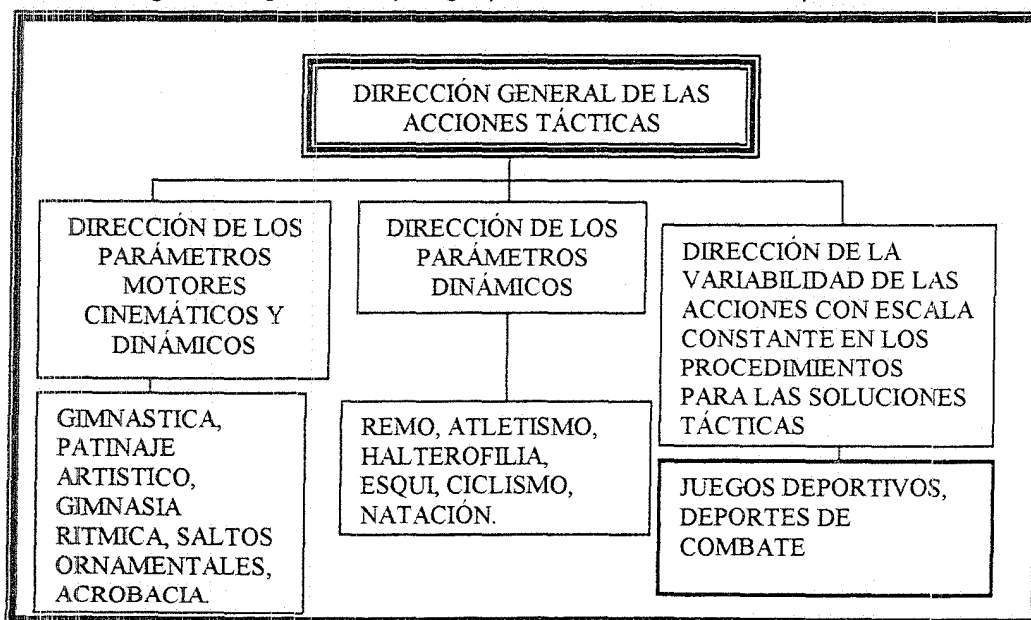 DIRECCIÓN GENERAL DE LAS
ACCIONES TÁCTICAS
DIRECCIÓN DE LOS
PARÁMETROS
MOTORES
CINEMÁTICOS Y
DINÁMICOS
DIRECCIÓN DE LOS
PARÁMETROS
DINÁMICOS
DIRECCIÓN DE LA
VARIABILIDAD DE LAS
ACCIONES CON ESCALA
CONSTANTE EN LOS
PROCEDIMIENTOS
PARA LAS SOLUCIONES
TÁCTICAS
GIMNASTICA,
PATINAJE
ARTISTICO,
GIMNASIA
RITMICA, SALTOS
ORNAMENTALES,
ACROBACIA.
REMO, ATLETISMO,
HALTEROFILIA,
ESQUI, CICLISMO,
NATACIÓN.
JUEGOS DEPORTIVOS,
DEPORTES DE
COMBATE